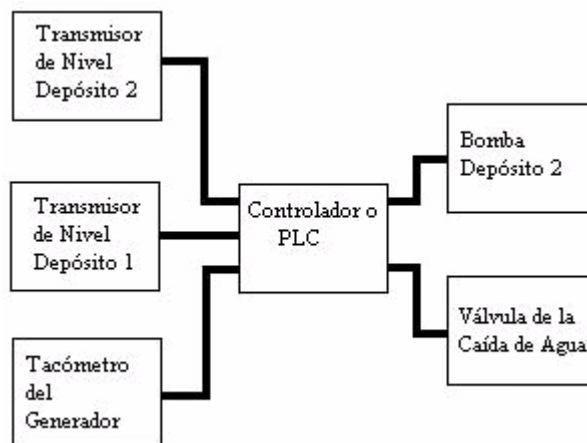 Transmisor
de Nivel
Depósito 2
Transmisor
de Nivel
Depósito 1
Tacómetro
del
Generador
Controlador o
PLC
Bomba
Depósito 2
Válvula de la
Caída de Agua